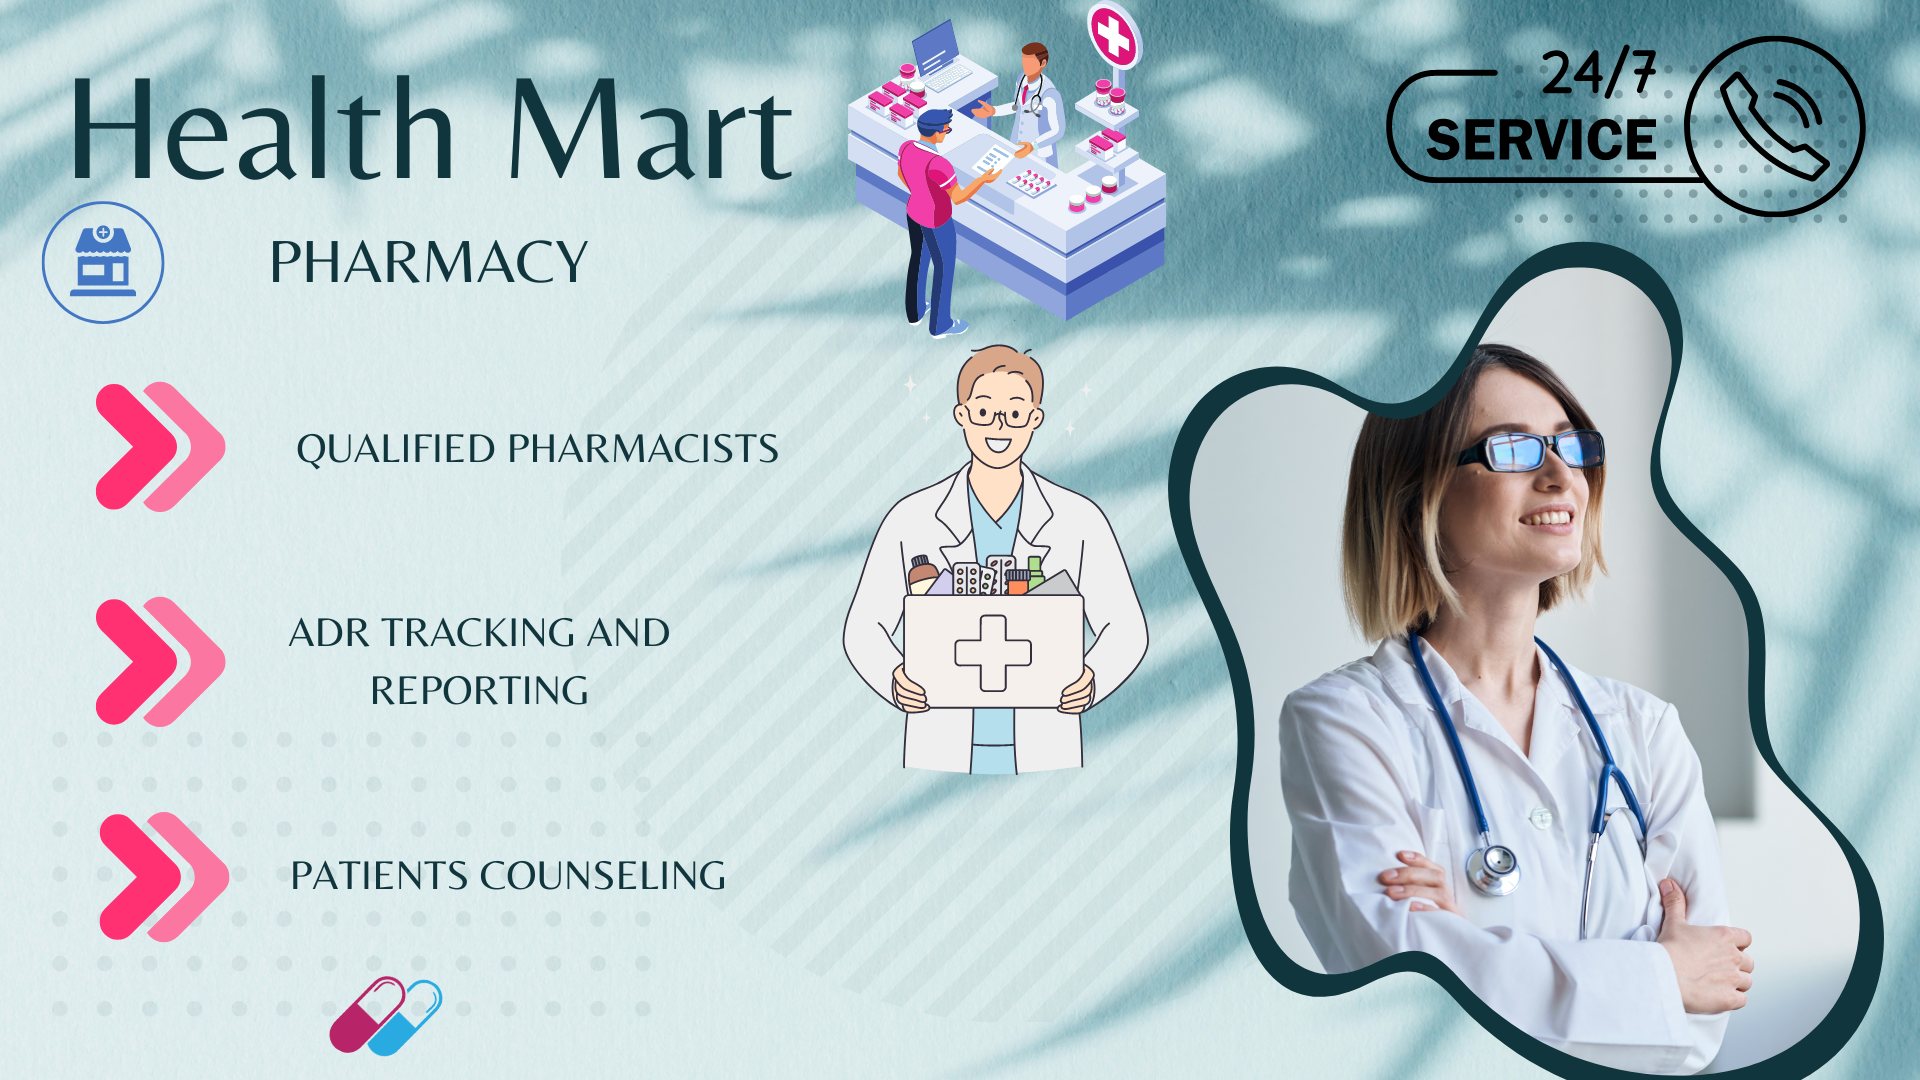 Health Mart
24/7
SERVICE
PHARMACY
QUALIFIED PHARMACISTS
ADR TRACKING AND
REPORTING
PATIENTS COUNSELING